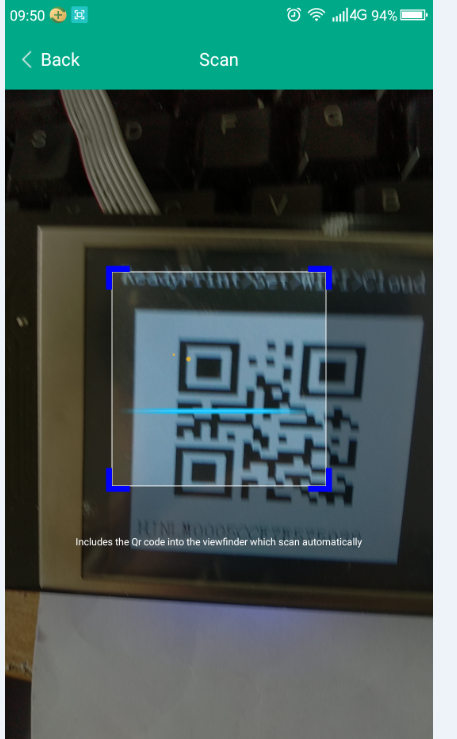 09:50 4G 94%
Back Scan
S D F G
V B
ReadyPrint>Set>WIFI>Cloud
Includes the Qr code into the viewfinder which scan automatically